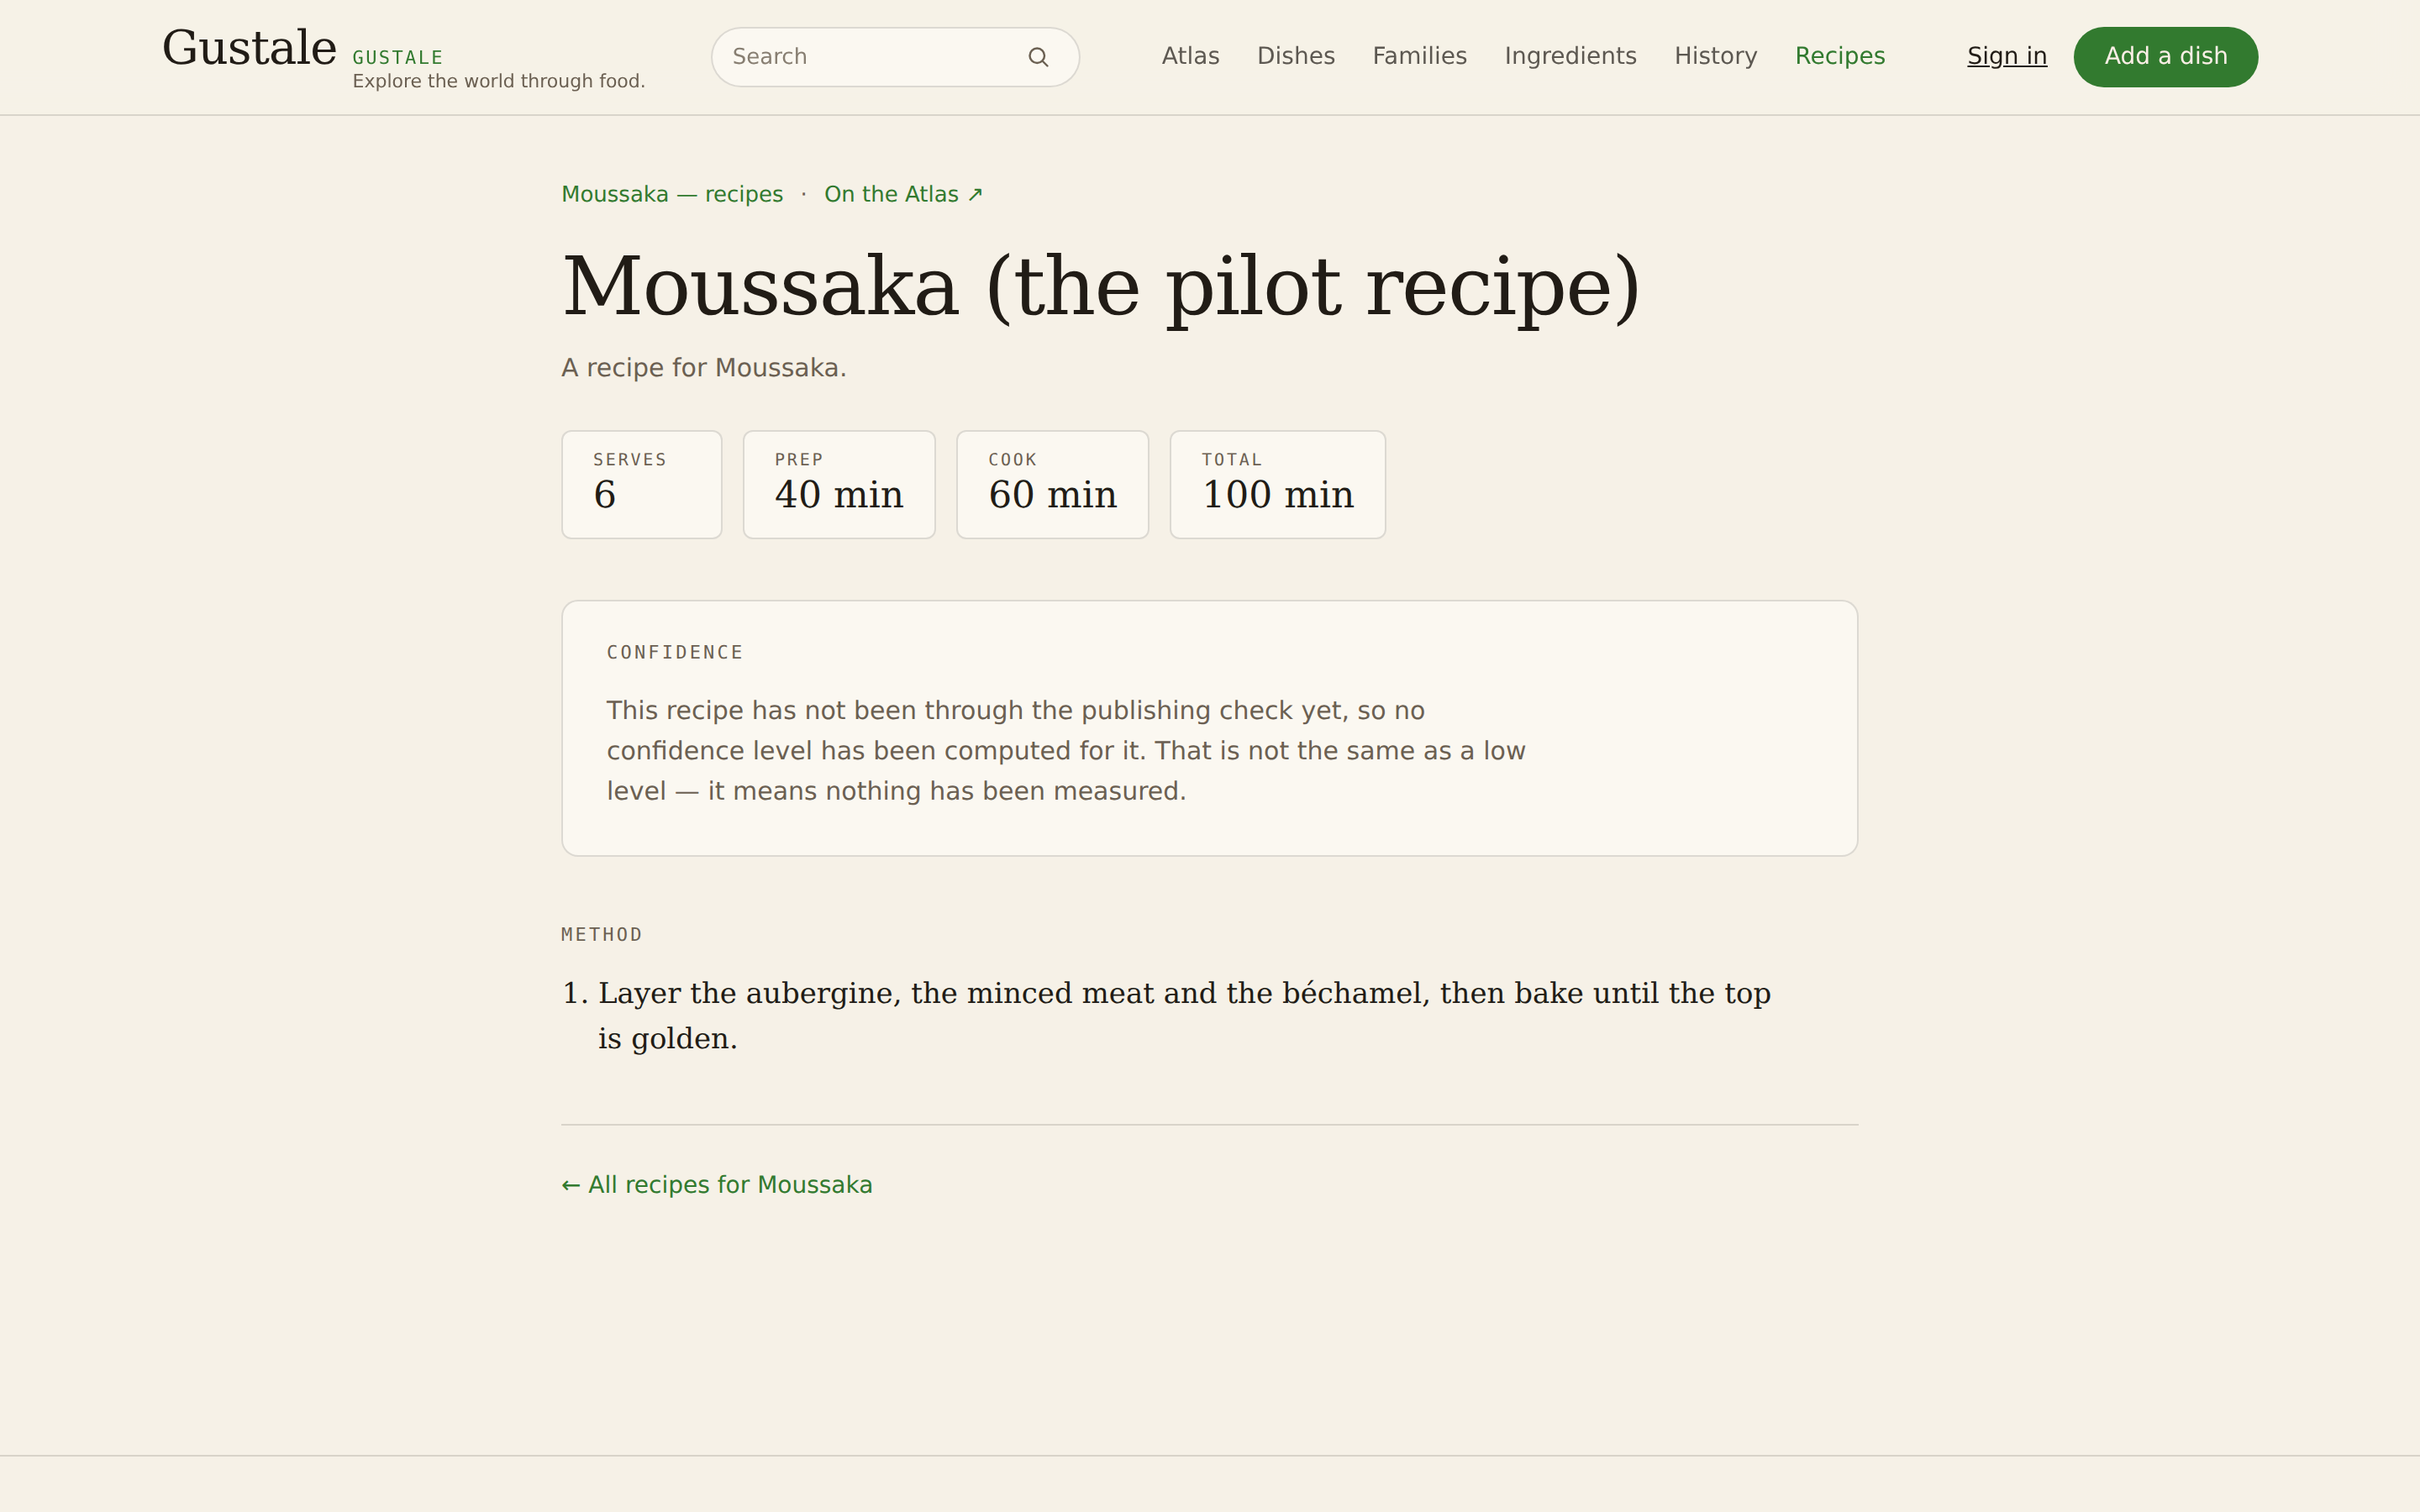 Gustale
GUSTALE
Explore the world through food.
Search
Atlas
Dishes
Families
Ingredients
History
Recipes
Sign in
Add a dish
Moussaka — recipes · On the Atlas ↗
Moussaka (the pilot recipe)
A recipe for Moussaka.
SERVES
6
PREP
40 min
COOK
60 min
TOTAL
100 min
CONFIDENCE
This recipe has not been through the publishing check yet, so no
confidence level has been computed for it. That is not the same as a low
level — it means nothing has been measured.
METHOD
1. Layer the aubergine, the minced meat and the béchamel, then bake until the top
is golden.
← All recipes for Moussaka